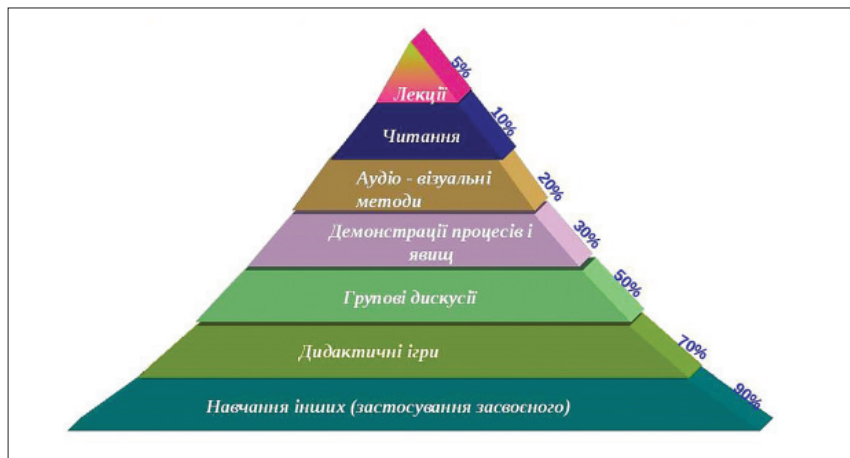 5%
Лекції
10%
Читання
20%
Аудіо - візуальні
методи
30%
Демонстрації процесів і
явищ
50%
Групові дискусії
70%
Дидактичні ігри
90%
Навчання інших (застосування засвоєного)